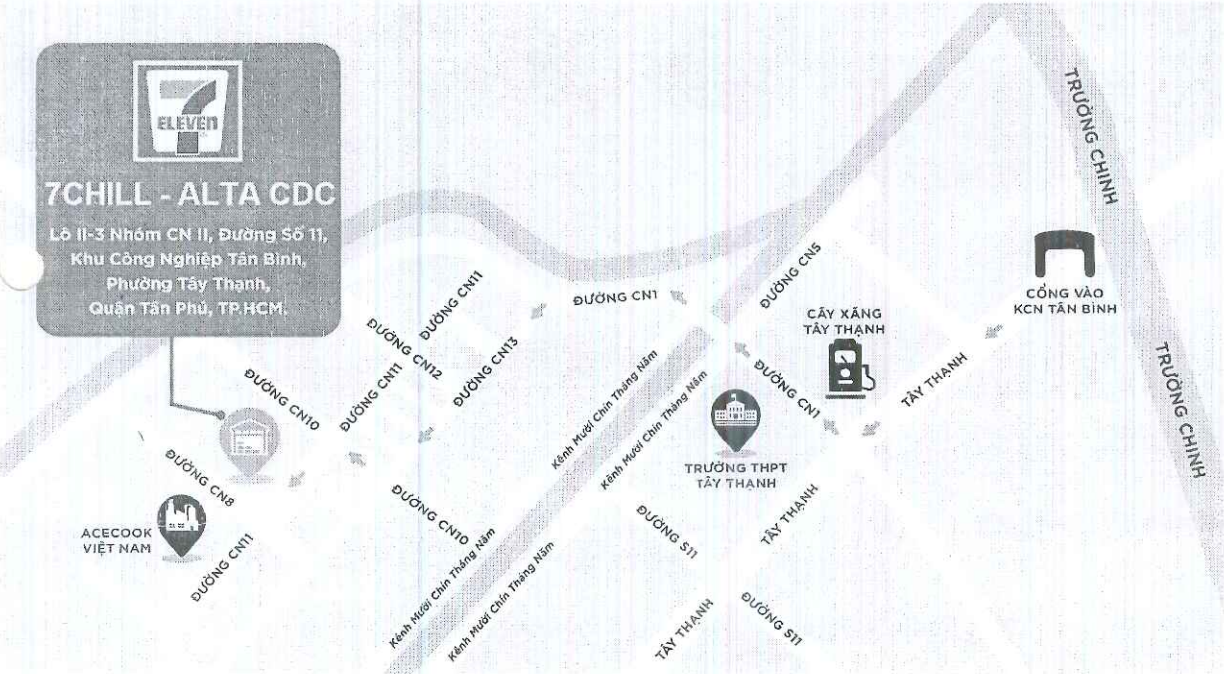 7
ELEVEN
7CHILL - ALTA CDC
Lô II-3 Nhóm CN II, Đường Số 11,
Khu Công Nghiệp Tân Bình,
Phường Tây Thạnh,
Quận Tân Phú, TP.HCM.
TRƯỜNG CHINH
TRƯỜNG CHINH
CỔNG VÀO
KCN TÂN BÌNH
ĐƯỜNG CN5
CÂY XĂNG
TÂY THẠNH
ĐƯỜNG CN1
ĐƯỜNG CN11
ĐƯỜNG CN12
ĐƯỜNG CN13
ĐƯỜNG CN11
ĐƯỜNG CN10
TÂY THẠNH
ĐƯỜNG CN1
Kênh Mười Chín Tháng Năm
Kênh Mười Chín Tháng Năm
TRƯỜNG THPT
TÂY THẠNH
ĐƯỜNG CN8
ACECOOK
VIỆT NAM
ĐƯỜNG CN11
ĐƯỜNG CN10
ĐƯỜNG S11
TÂY THẠNH
Kênh Mười Chín Tháng Năm
Kênh Mười Chín Tháng Năm
TÂY THẠNH
ĐƯỜNG S11